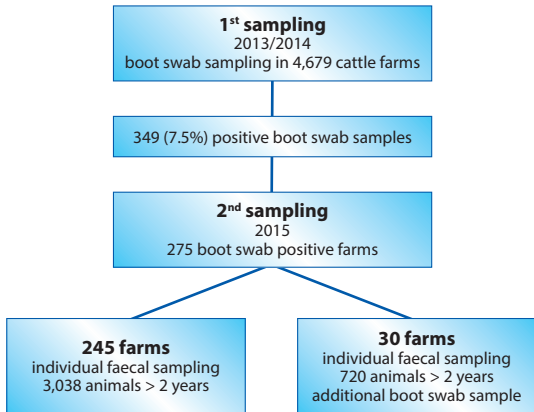 1st sampling
2013/2014
boot swab sampling in 4,679 cattle farms
349 (7.5%) positive boot swab samples
2nd sampling
2015
275 boot swab positive farms
245 farms
individual faecal sampling
3,038 animals > 2 years
30 farms
individual faecal sampling
720 animals > 2 years
additional boot swab sample